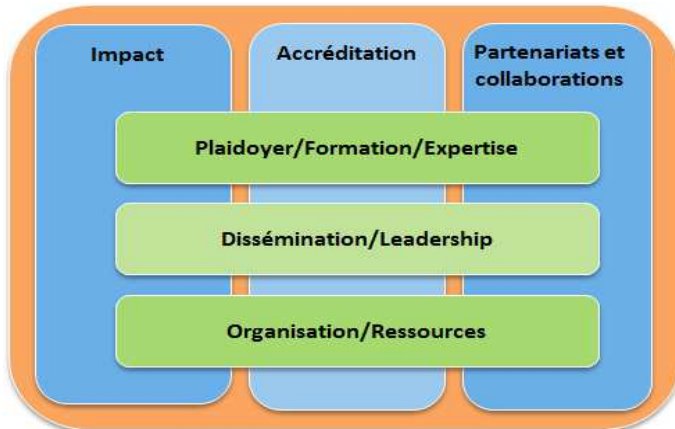 Impact
Accréditation
Partenariats et
collaborations
Plaidoyer/Formation/Expertise
Dissémination/Leadership
Organisation/Ressources